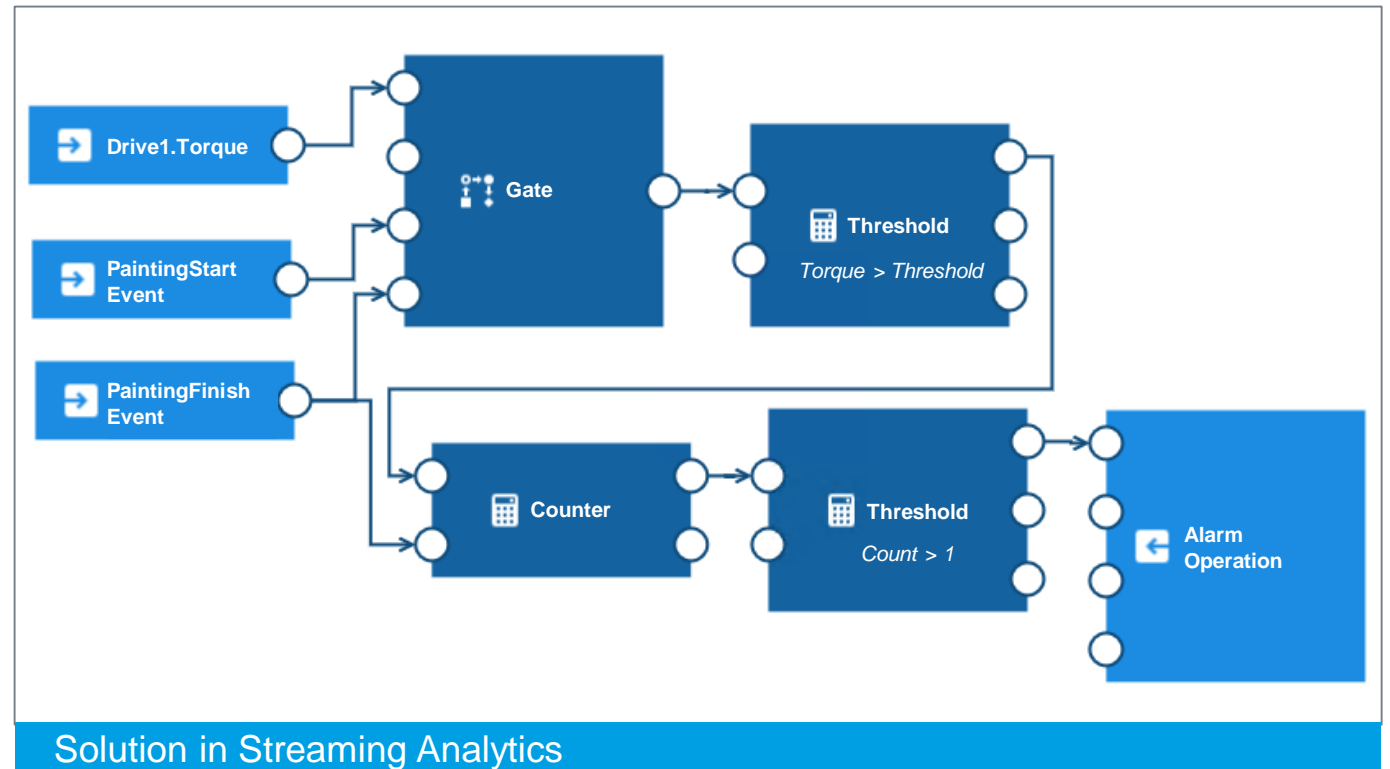 Drive1.Torque
Gate
PaintingStart
Event
Threshold
Torque > Threshold
PaintingFinish
Event
Counter
Threshold
Count > 1
Alarm
Operation
Solution in Streaming Analytics